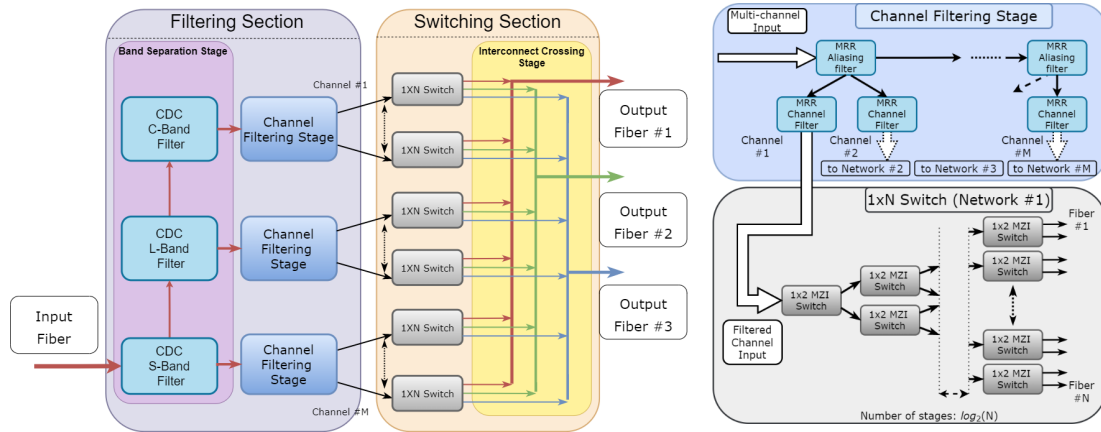 Filtering Section
Band Separation Stage
CDC
C-Band
Filter
CDC
L-Band
Filter
CDC
S-Band
Filter
Input
Fiber
Channel
Filtering Stage
Channel
Filtering
Stage
Channel
Filtering
Stage
Channel #1
Channel #M
Switching Section
Interconnect Crossing
Stage
1XN Switch
1XN Switch
1XN Switch
1XN Switch
1XN Switch
1XN Switch
Output
Fiber #1
Output
Fiber #2
Output
Fiber #3
Channel Filtering Stage
Multi-channel
Input
MRR
Aliasing
filter
MRR
Aliasing
filter
MRR
Channel
Filter
MRR
Channel
Filter
MRR
Channel
Filter
Channel
#1
Channel
#2
Channel
#M
to Network #2
to Network #3
to Network #M
1xN Switch (Network #1)
Filtered
Channel Input
1x2 MZI
Switch
1x2 MZI
Switch
1x2 MZI
Switch
1x2 MZI
Switch
1x2 MZI
Switch
1x2 MZI
Switch
1x2 MZI
Switch
Fiber
#1
Fiber
#N
Number of stages: log₂(N)